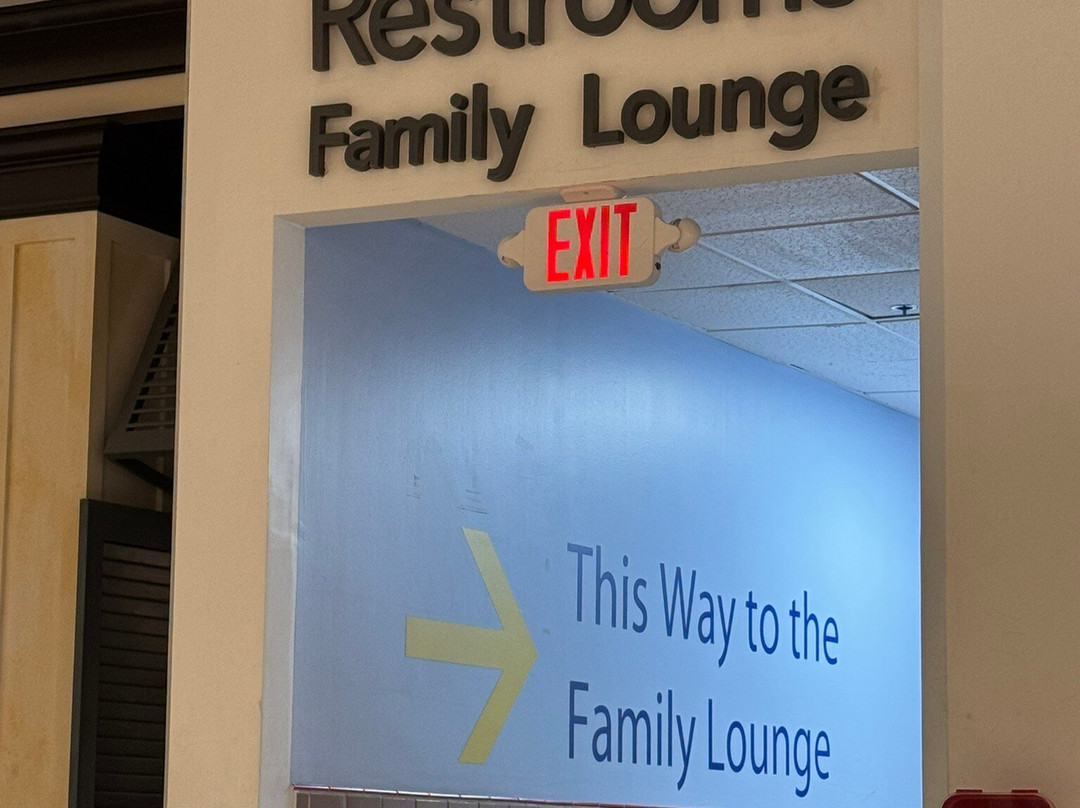 Restrooms
Family Lounge
EXIT
This Way to the
Family Lounge